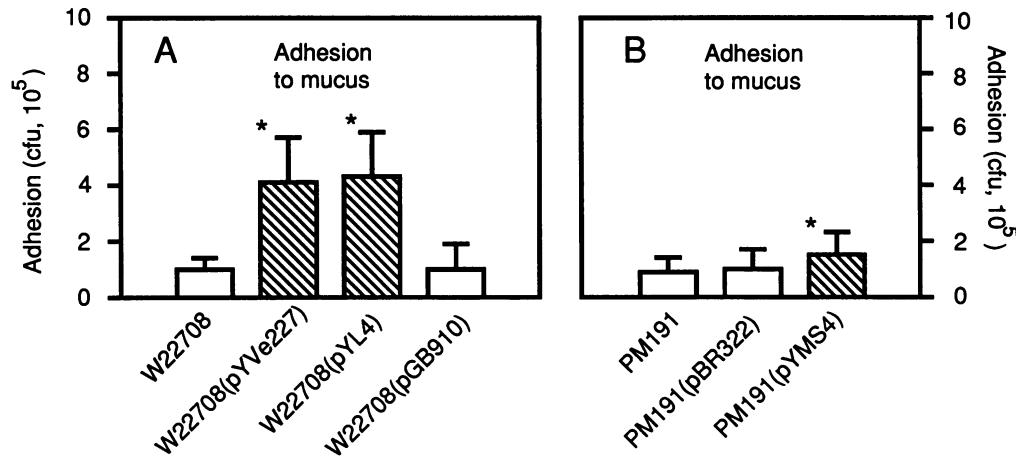 A
Adhesion
to mucus
Adhesion (cfu, 10⁵)
10
8
6
4
2
0
*
*
W22708
W22708(pYVe227)
W22708(pYL4)
W22708(pGB910)
B
Adhesion
to mucus
10
8
6
4
2
0
Adhesion (cfu, 10⁵)
*
PM191
PM191(pBR322)
PM191(pYMS4)